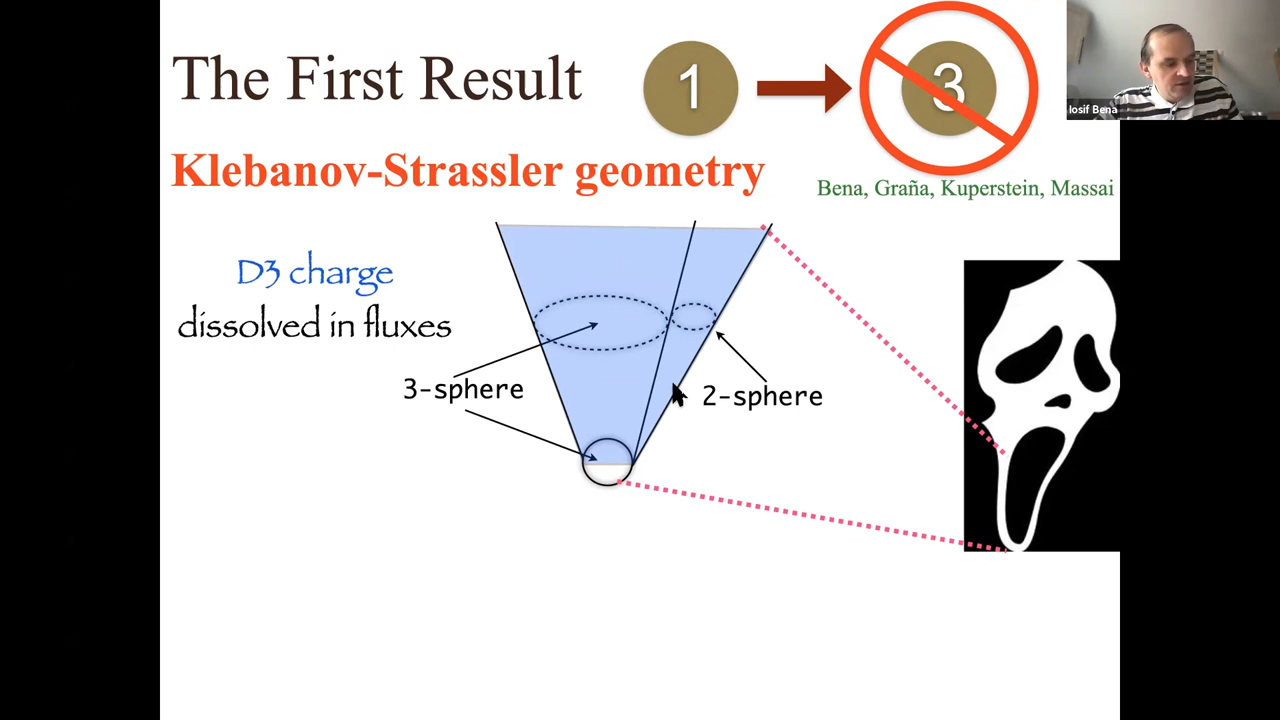 The First Result
1
3
Iosif Bena
Klebanov-Strassler geometry
Bena, Graña, Kuperstein, Massai
D3 charge
dissolved in fluxes
3-sphere
2-sphere